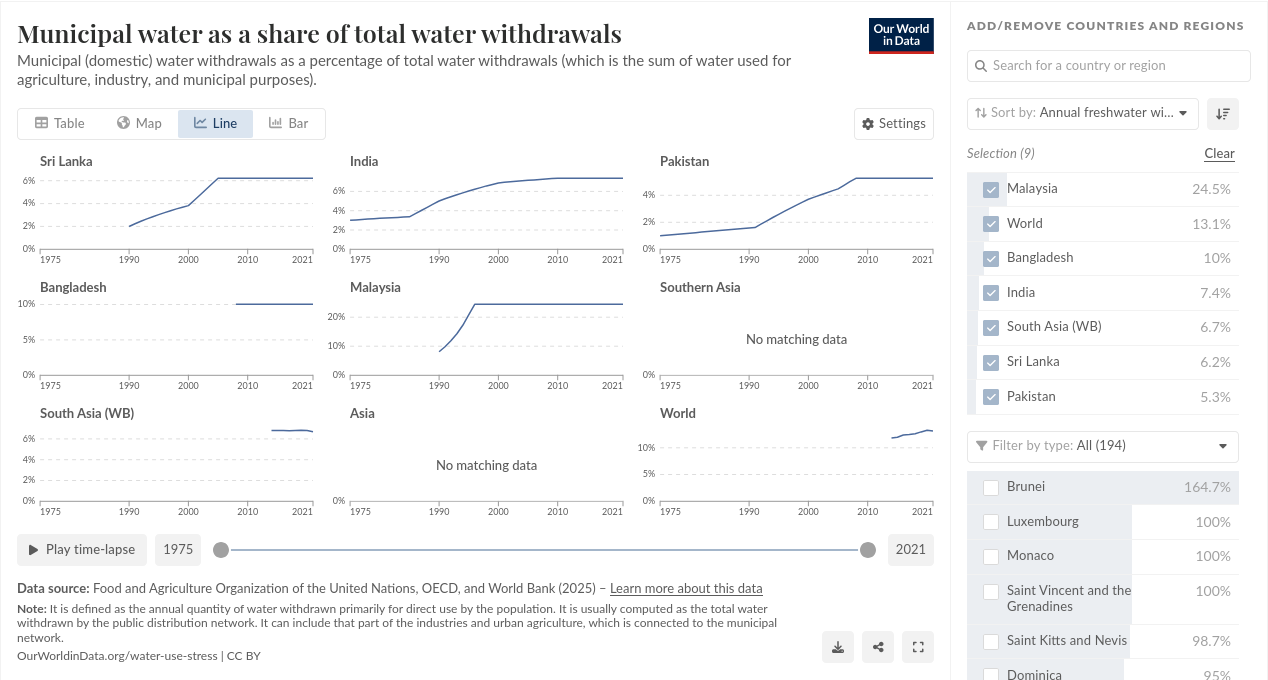 Municipal water as a share of total water withdrawals
Municipal (domestic) water withdrawals as a percentage of total water withdrawals (which is the sum of water used for
agriculture, industry, and municipal purposes).
Our World
in Data
Table
Map
Line
Bar
Settings
Sri Lanka
6%
4%
2%
0%
1975
1990
2000
2010
2021
India
6%
4%
2%
0%
1975
1990
2000
2010
2021
Pakistan
4%
2%
0%
1975
1990
2000
2010
2021
Bangladesh
10%
5%
0%
1975
1990
2000
2010
2021
Malaysia
20%
10%
0%
1975
1990
2000
2010
2021
Southern Asia
No matching data
0%
1975
1990
2000
2010
2021
South Asia (WB)
6%
4%
2%
0%
1975
1990
2000
2010
2021
Asia
No matching data
0%
1975
1990
2000
2010
2021
World
10%
5%
0%
1975
1990
2000
2010
2021
Play time-lapse
1975
2021
Data source: Food and Agriculture Organization of the United Nations, OECD, and World Bank (2025) – Learn more about this data
Note: It is defined as the annual quantity of water withdrawn primarily for direct use by the population. It is usually computed as the total water
withdrawn by the public distribution network. It can include that part of the industries and urban agriculture, which is connected to the municipal
network.
OurWorldinData.org/water-use-stress | CC BY
ADD/REMOVE COUNTRIES AND REGIONS
Search for a country or region
Sort by: Annual freshwater wi...
Selection (9)
Clear
Malaysia 24.5%
World 13.1%
Bangladesh 10%
India 7.4%
South Asia (WB) 6.7%
Sri Lanka 6.2%
Pakistan 5.3%
Filter by type: All (194)
Brunei 164.7%
Luxembourg 100%
Monaco 100%
Saint Vincent and the 100%
Grenadines
Saint Kitts and Nevis 98.7%
Dominica 95%